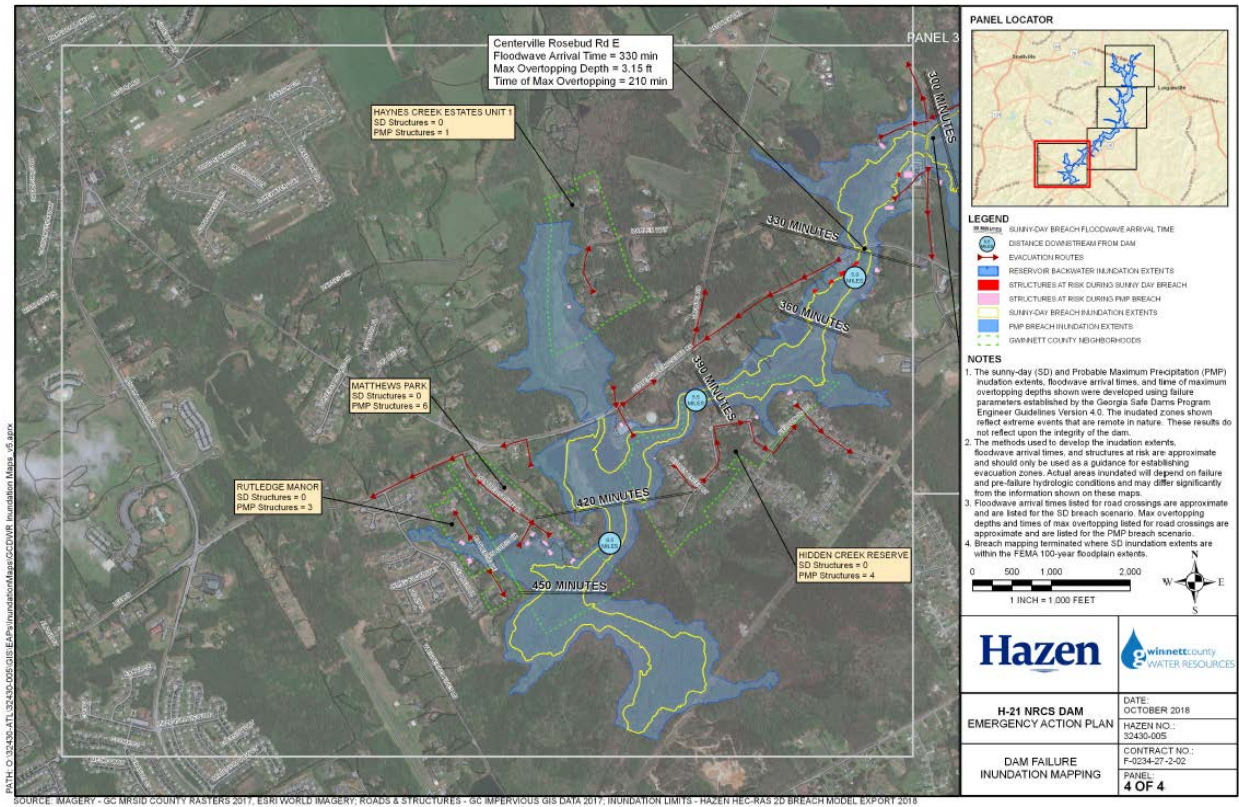 PANEL 3
Centerville Rosebud Rd E
Floodwave Arrival Time = 330 min
Max Overtopping Depth = 3.15 ft
Time of Max Overtopping = 210 min
HAYNES CREEK ESTATES UNIT 1
SD Structures = 0
PMP Structures = 1
300 MINUTES
330 MINUTES
360 MINUTES
390 MINUTES
MATTHEWS PARK
SD Structures = 0
PMP Structures = 6
RUTLEDGE MANOR
SD Structures = 0
PMP Structures = 3
420 MINUTES
450 MINUTES
HIDDEN CREEK RESERVE
SD Structures = 0
PMP Structures = 4
PANEL LOCATOR
Snellville
Loganville
LEGEND
SUNNY-DAY BREACH FLOODWAVE ARRIVAL TIME
DISTANCE DOWNSTREAM FROM DAM
EVACUATION ROUTES
RESERVOIR BACKWATER INUNDATION EXTENTS
STRUCTURES AT RISK DURING SUNNY DAY BREACH
STRUCTURES AT RISK DURING PMP BREACH
SUNNY-DAY BREACH INUNDATION EXTENTS
PMP BREACH INUNDATION EXTENTS
GWINNETT COUNTY NEIGHBORHOODS
NOTES
1. The sunny-day (SD) and Probable Maximum Precipitation (PMP)
inudation extents, floodwave arrival times, and time of maximum
overtopping depths shown were developed using failure
parameters established by the Georgia Safe Dams Program
Engineer Guidelines Version 4.0. The inudated zones shown
reflect extreme events that are remote in nature. These results do
not reflect upon the integrity of the dam.
2. The methods used to develop the inudation extents,
floodwave arrival times, and structures at risk are approximate
and should only be used as a guidance for establishing
evacuation zones. Actual areas inundated will depend on failure
and pre-failure hydrologic conditions and may differ significantly
from the information shown on these maps.
3. Floodwave arrival times listed for road crossings are approximate
and are listed for the SD breach scenario. Max overtopping
depths and times of max overtopping listed for road crossings are
approximate and are listed for the PMP breach scenario.
4. Breach mapping terminated where SD inundation extents are
within the FEMA 100-year floodplain extents.
0 500 1,000 2,000
1 INCH = 1,000 FEET
N
W E
S
Hazen
gwinnettcounty
WATER RESOURCES
H-21 NRCS DAM
EMERGENCY ACTION PLAN
DATE:
OCTOBER 2018
HAZEN NO.:
32430-005
DAM FAILURE
INUNDATION MAPPING
CONTRACT NO.:
F-0234-27-2-02
PANEL:
4 OF 4
PATH: O:\32430-ATL\32430-005\GIS\EAPs\InundationMaps\GCDWR Inundation Maps_v5.aprx
SOURCE: IMAGERY - GC MRSID COUNTY RASTERS 2017, ESRI WORLD IMAGERY; ROADS & STRUCTURES - GC IMPERVIOUS GIS DATA 2017; INUNDATION LIMITS - HAZEN HEC-RAS 2D BREACH MODEL EXPORT 2018